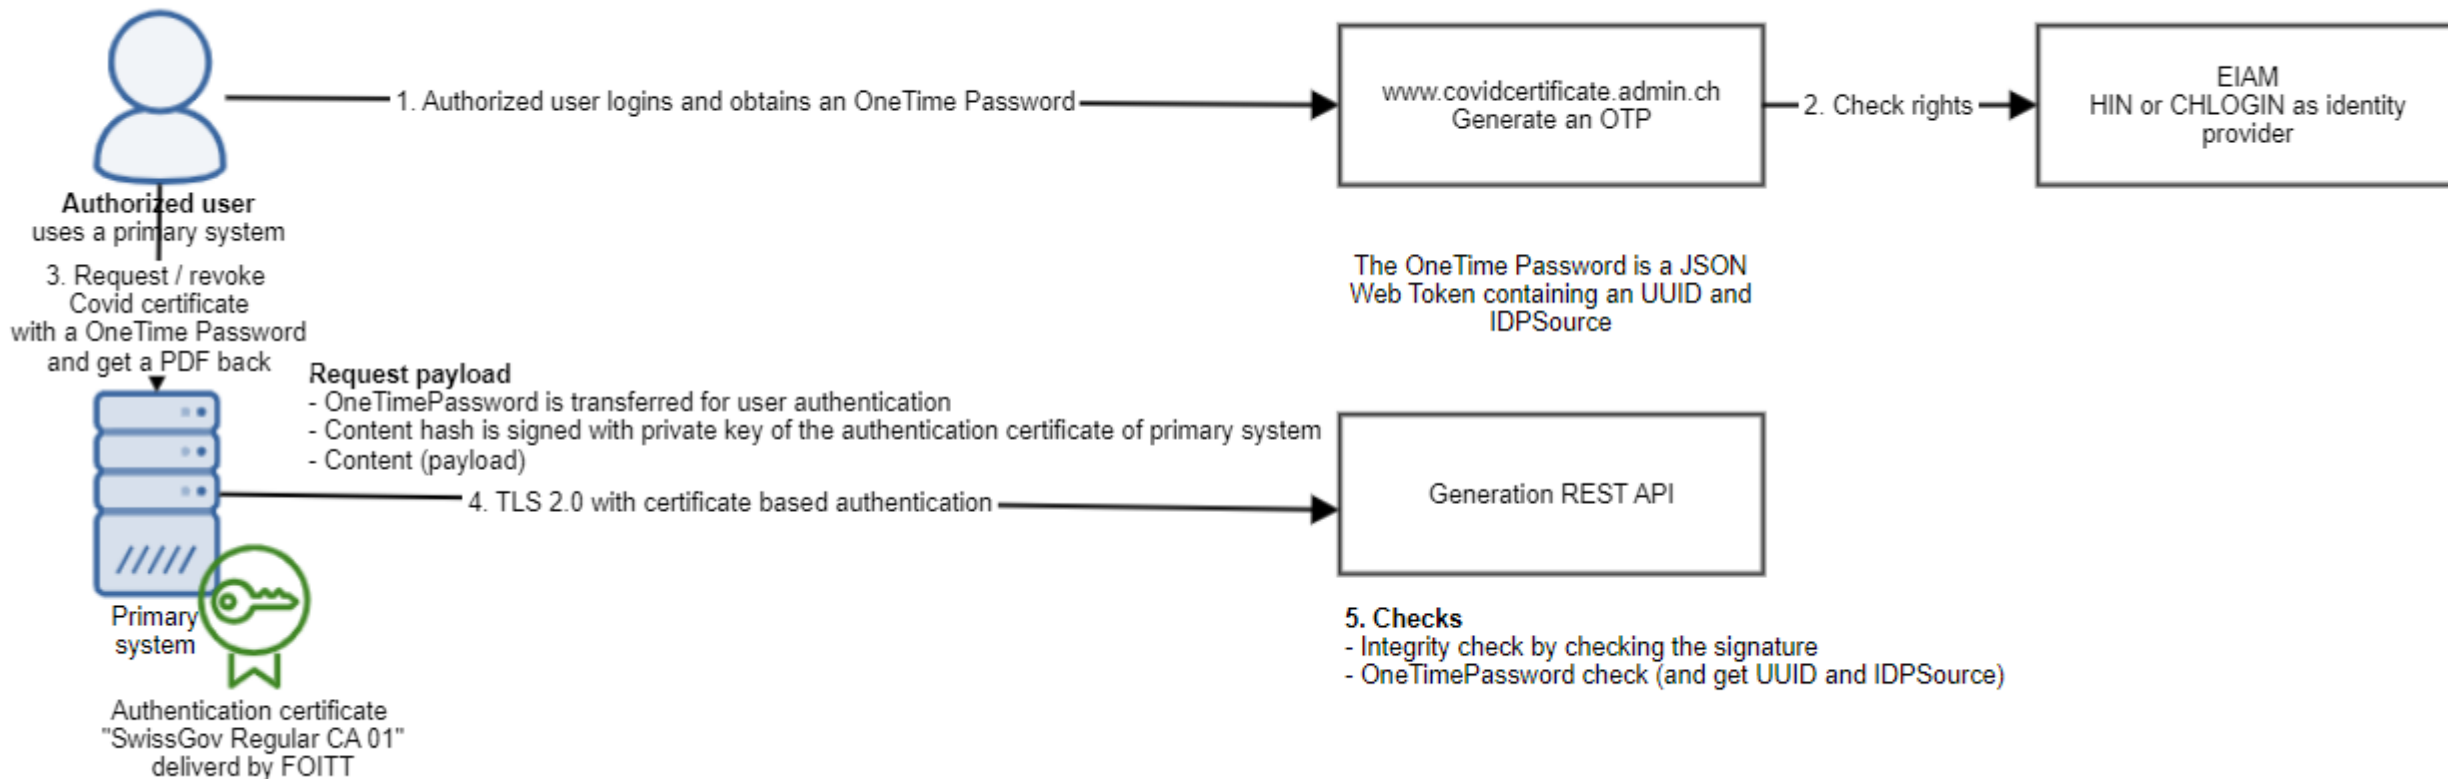 1. Authorized user logins and obtains an OneTime Password
www.covidcertificate.admin.ch
Generate an OTP
2. Check rights
EIAM
HIN or CHLOGIN as identity
provider
Authorized user
uses a primary system
The OneTime Password is a JSON
Web Token containing an UUID and
IDPSource
3. Request / revoke
Covid certificate
with a OneTime Password
and get a PDF back
Request payload
- OneTimePassword is transferred for user authentication
- Content hash is signed with private key of the authentication certificate of primary system
- Content (payload)
4. TLS 2.0 with certificate based authentication
Generation REST API
Primary
system
5. Checks
- Integrity check by checking the signature
- OneTimePassword check (and get UUID and IDPSource)
Authentication certificate
"SwissGov Regular CA 01"
deliverd by FOITT